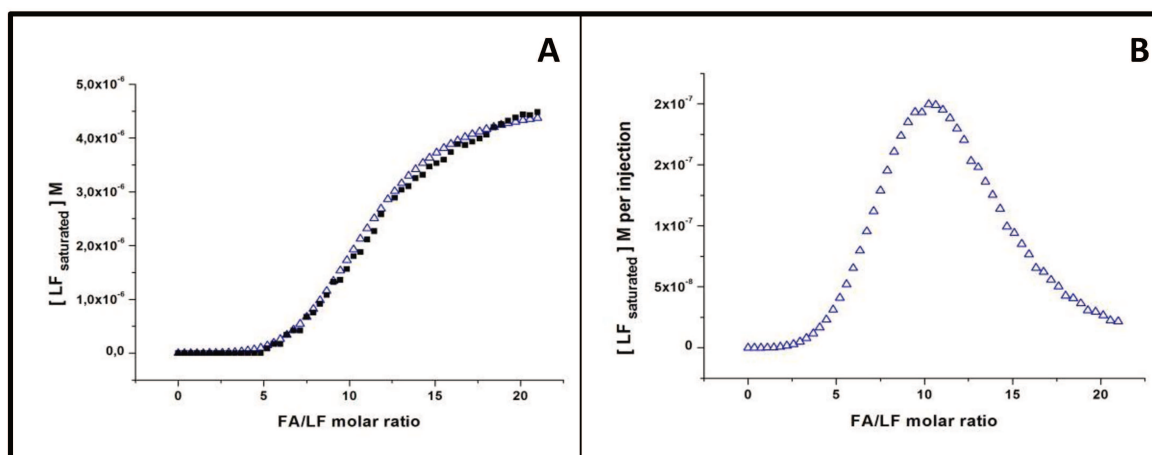 A
5,0x10⁻⁶
4,0x10⁻⁶
3,0x10⁻⁶
2,0x10⁻⁶
1,0x10⁻⁶
0,0
[ LF saturated ] M
0 5 10 15 20
FA/LF molar ratio
B
2x10⁻⁷
2x10⁻⁷
1x10⁻⁷
5x10⁻⁸
0
[ LF saturated ] M per injection
0 5 10 15 20
FA/LF molar ratio